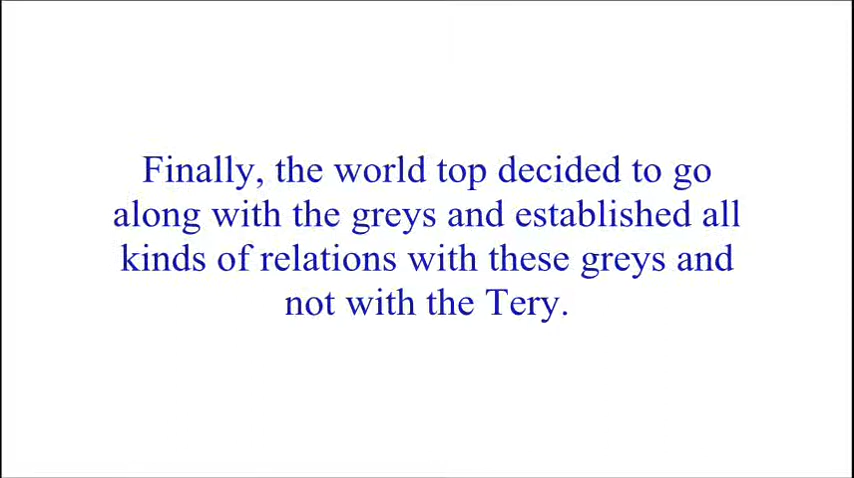 Finally, the world top decided to go
along with the greys and established all
kinds of relations with these greys and
not with the Tery.